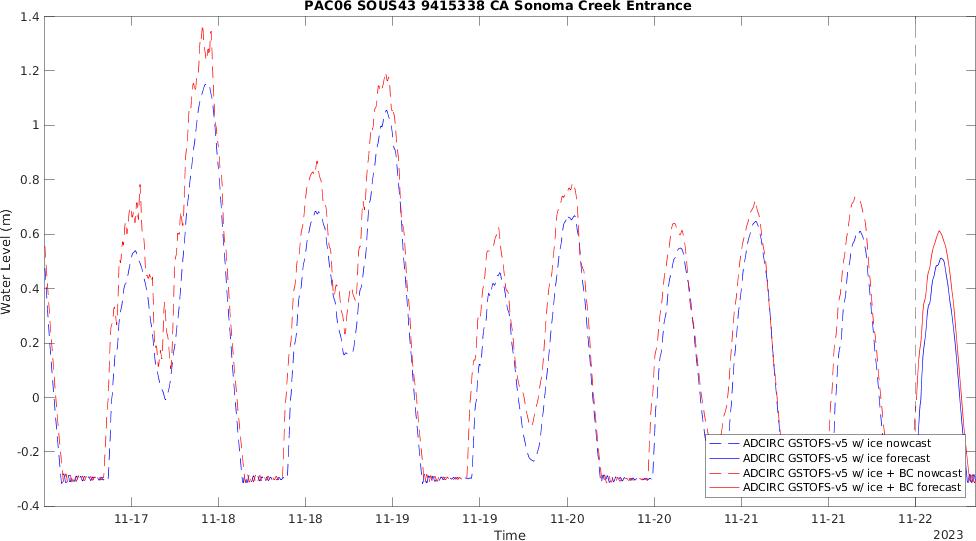 PAC06 SOUS43 9415338 CA Sonoma Creek Entrance
1.4
1.2
1
0.8
0.6
0.4
0.2
0
-0.2
-0.4
Water Level (m)
ADCIRC GSTOFS-v5 w/ ice nowcast
ADCIRC GSTOFS-v5 w/ ice forecast
ADCIRC GSTOFS-v5 w/ ice + BC nowcast
ADCIRC GSTOFS-v5 w/ ice + BC forecast
11-17 11-18 11-18 11-19 11-19 11-20 11-20 11-21 11-21 11-22
Time
2023